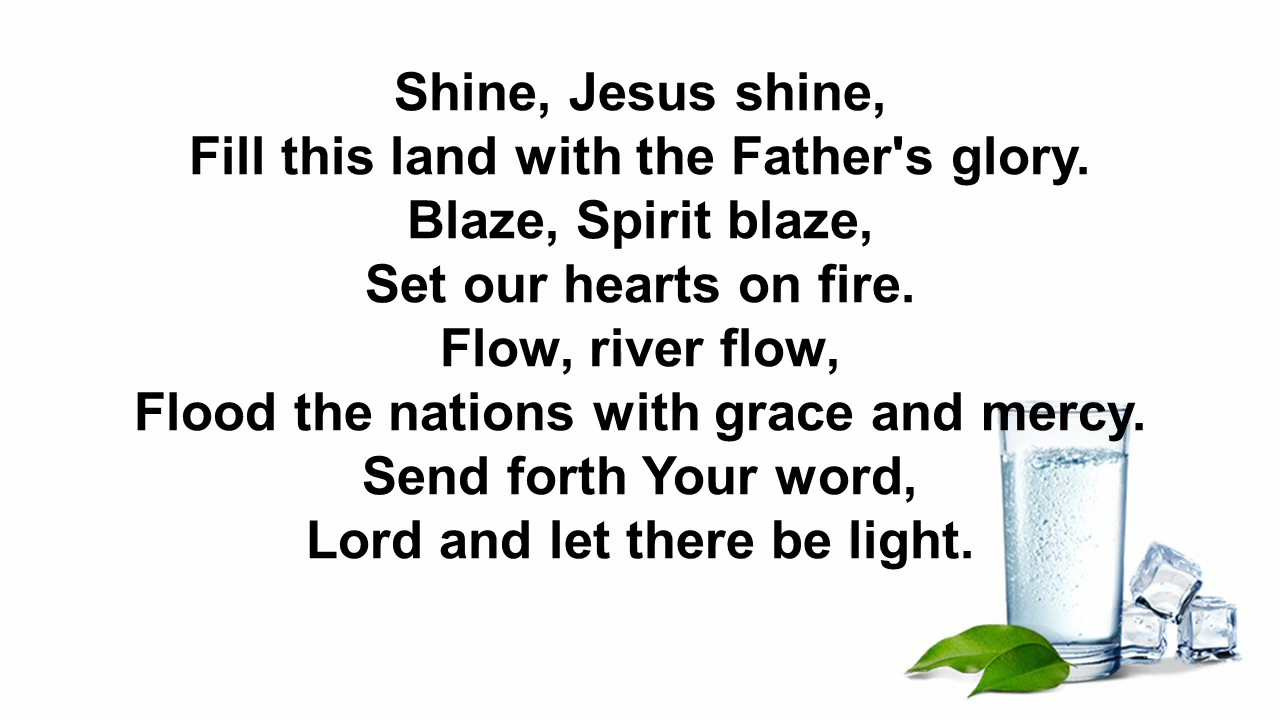 Shine, Jesus shine,
Fill this land with the Father's glory.
Blaze, Spirit blaze,
Set our hearts on fire.
Flow, river flow,
Flood the nations with grace and mercy.
Send forth Your word,
Lord and let there be light.